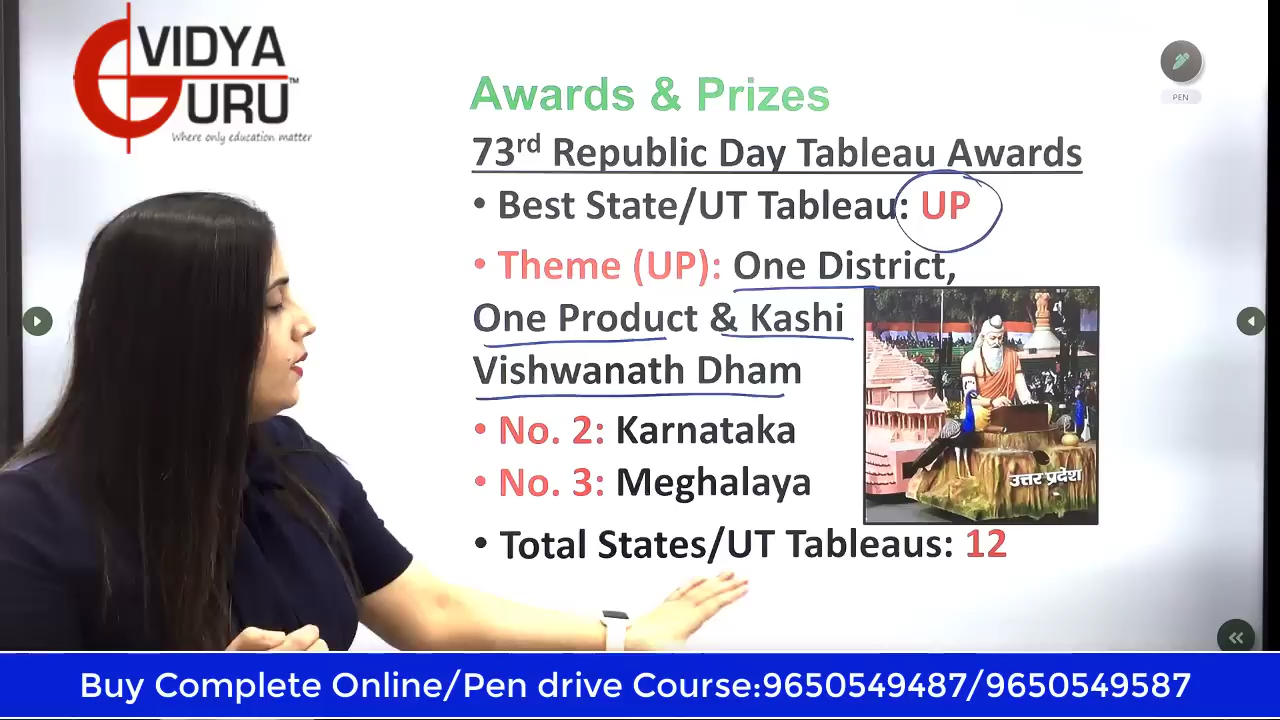 VIDYA
GURU™
Where only education matter
PEN
Awards & Prizes
73rd Republic Day Tableau Awards
• Best State/UT Tableau: UP
• Theme (UP): One District,
One Product & Kashi
Vishwanath Dham
• No. 2: Karnataka
• No. 3: Meghalaya
उत्तर प्रदेश
• Total States/UT Tableaus: 12
Buy Complete Online/Pen drive Course:9650549487/9650549587